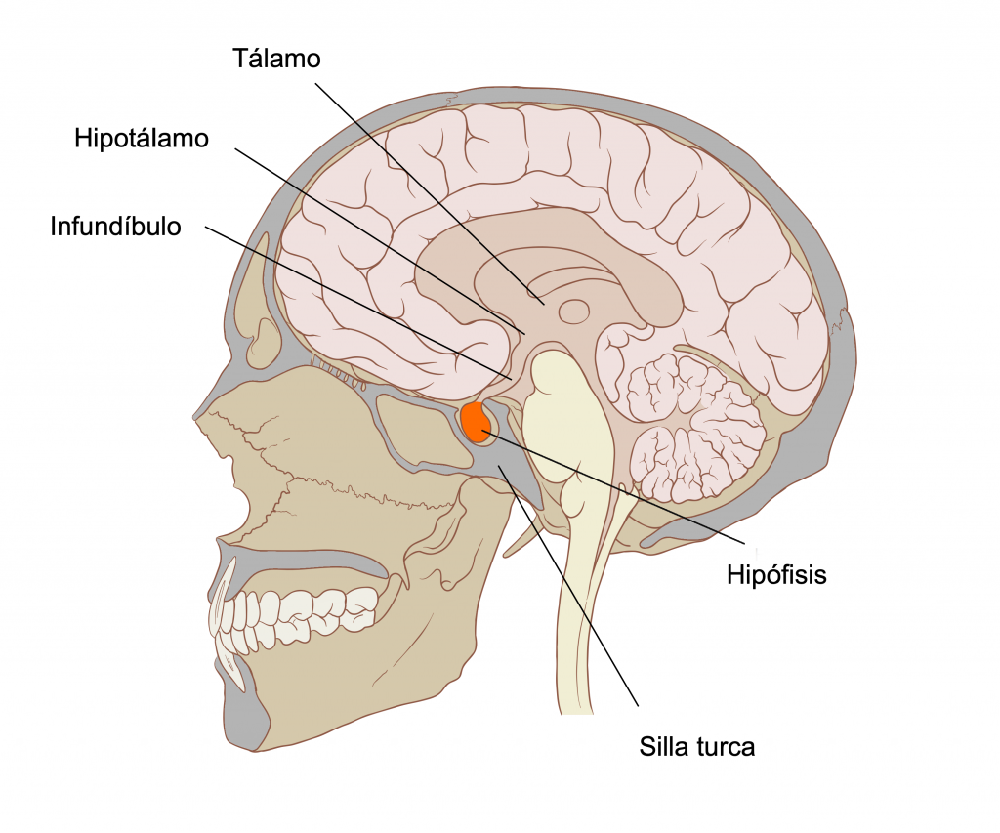 Tálamo
Hipotálamo
Infundíbulo
Hipófisis
Silla turca